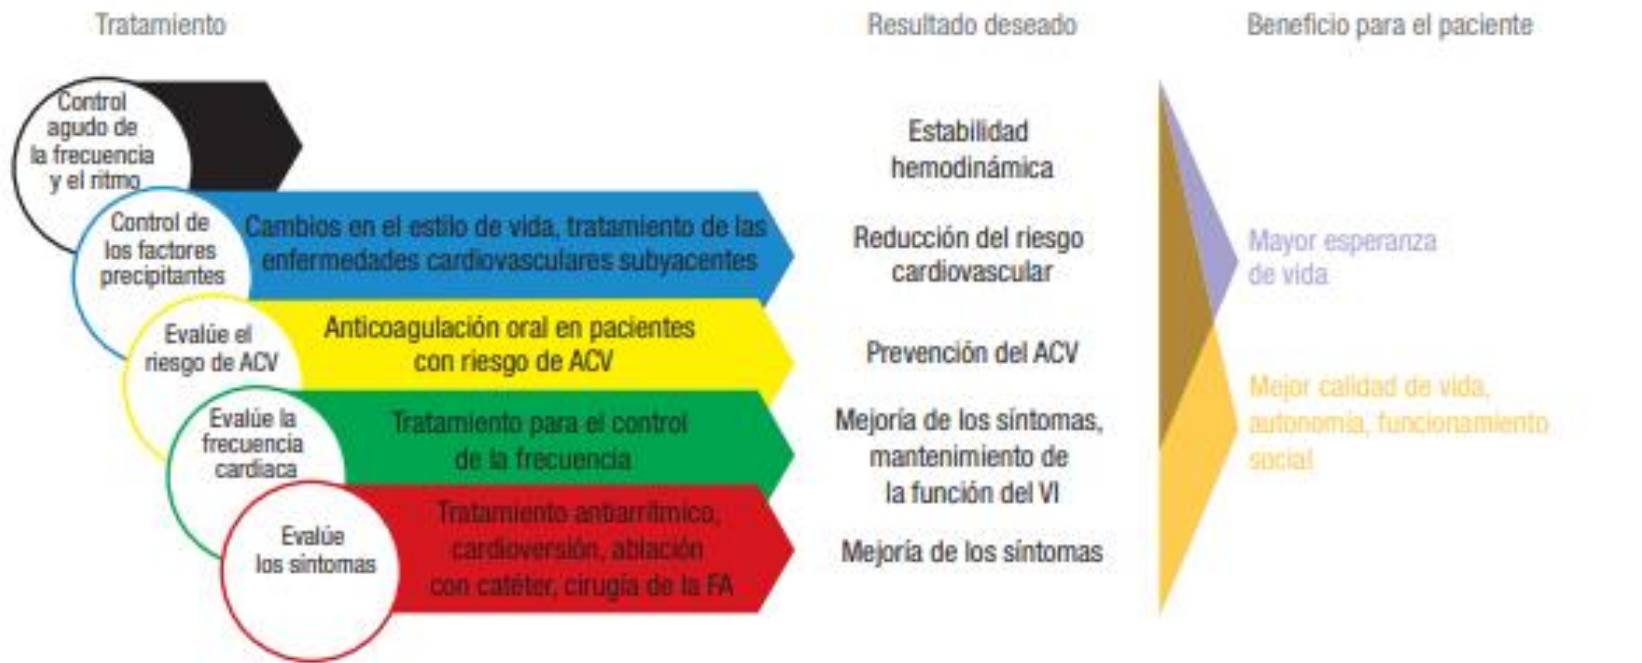 Tratamiento
Resultado deseado
Beneficio para el paciente
Control
agudo de
la frecuencia
y el ritmo
Estabilidad
hemodinámica
Control de
los factores
precipitantes
Cambios en el estilo de vida, tratamiento de las
enfermedades cardiovasculares subyacentes
Reducción del riesgo
cardiovascular
Mayor esperanza
de vida
Evalúe el
riesgo de ACV
Anticoagulación oral en pacientes
con riesgo de ACV
Prevención del ACV
Evalúe la
frecuencia
cardiaca
Tratamiento para el control
de la frecuencia
Mejoría de los síntomas,
mantenimiento de
la función del VI
Mejor calidad de vida,
autonomía, funcionamiento
social
Evalúe
los síntomas
Tratamiento antiarrítmico,
cardioversión, ablación
con catéter, cirugía de la FA
Mejoría de los síntomas